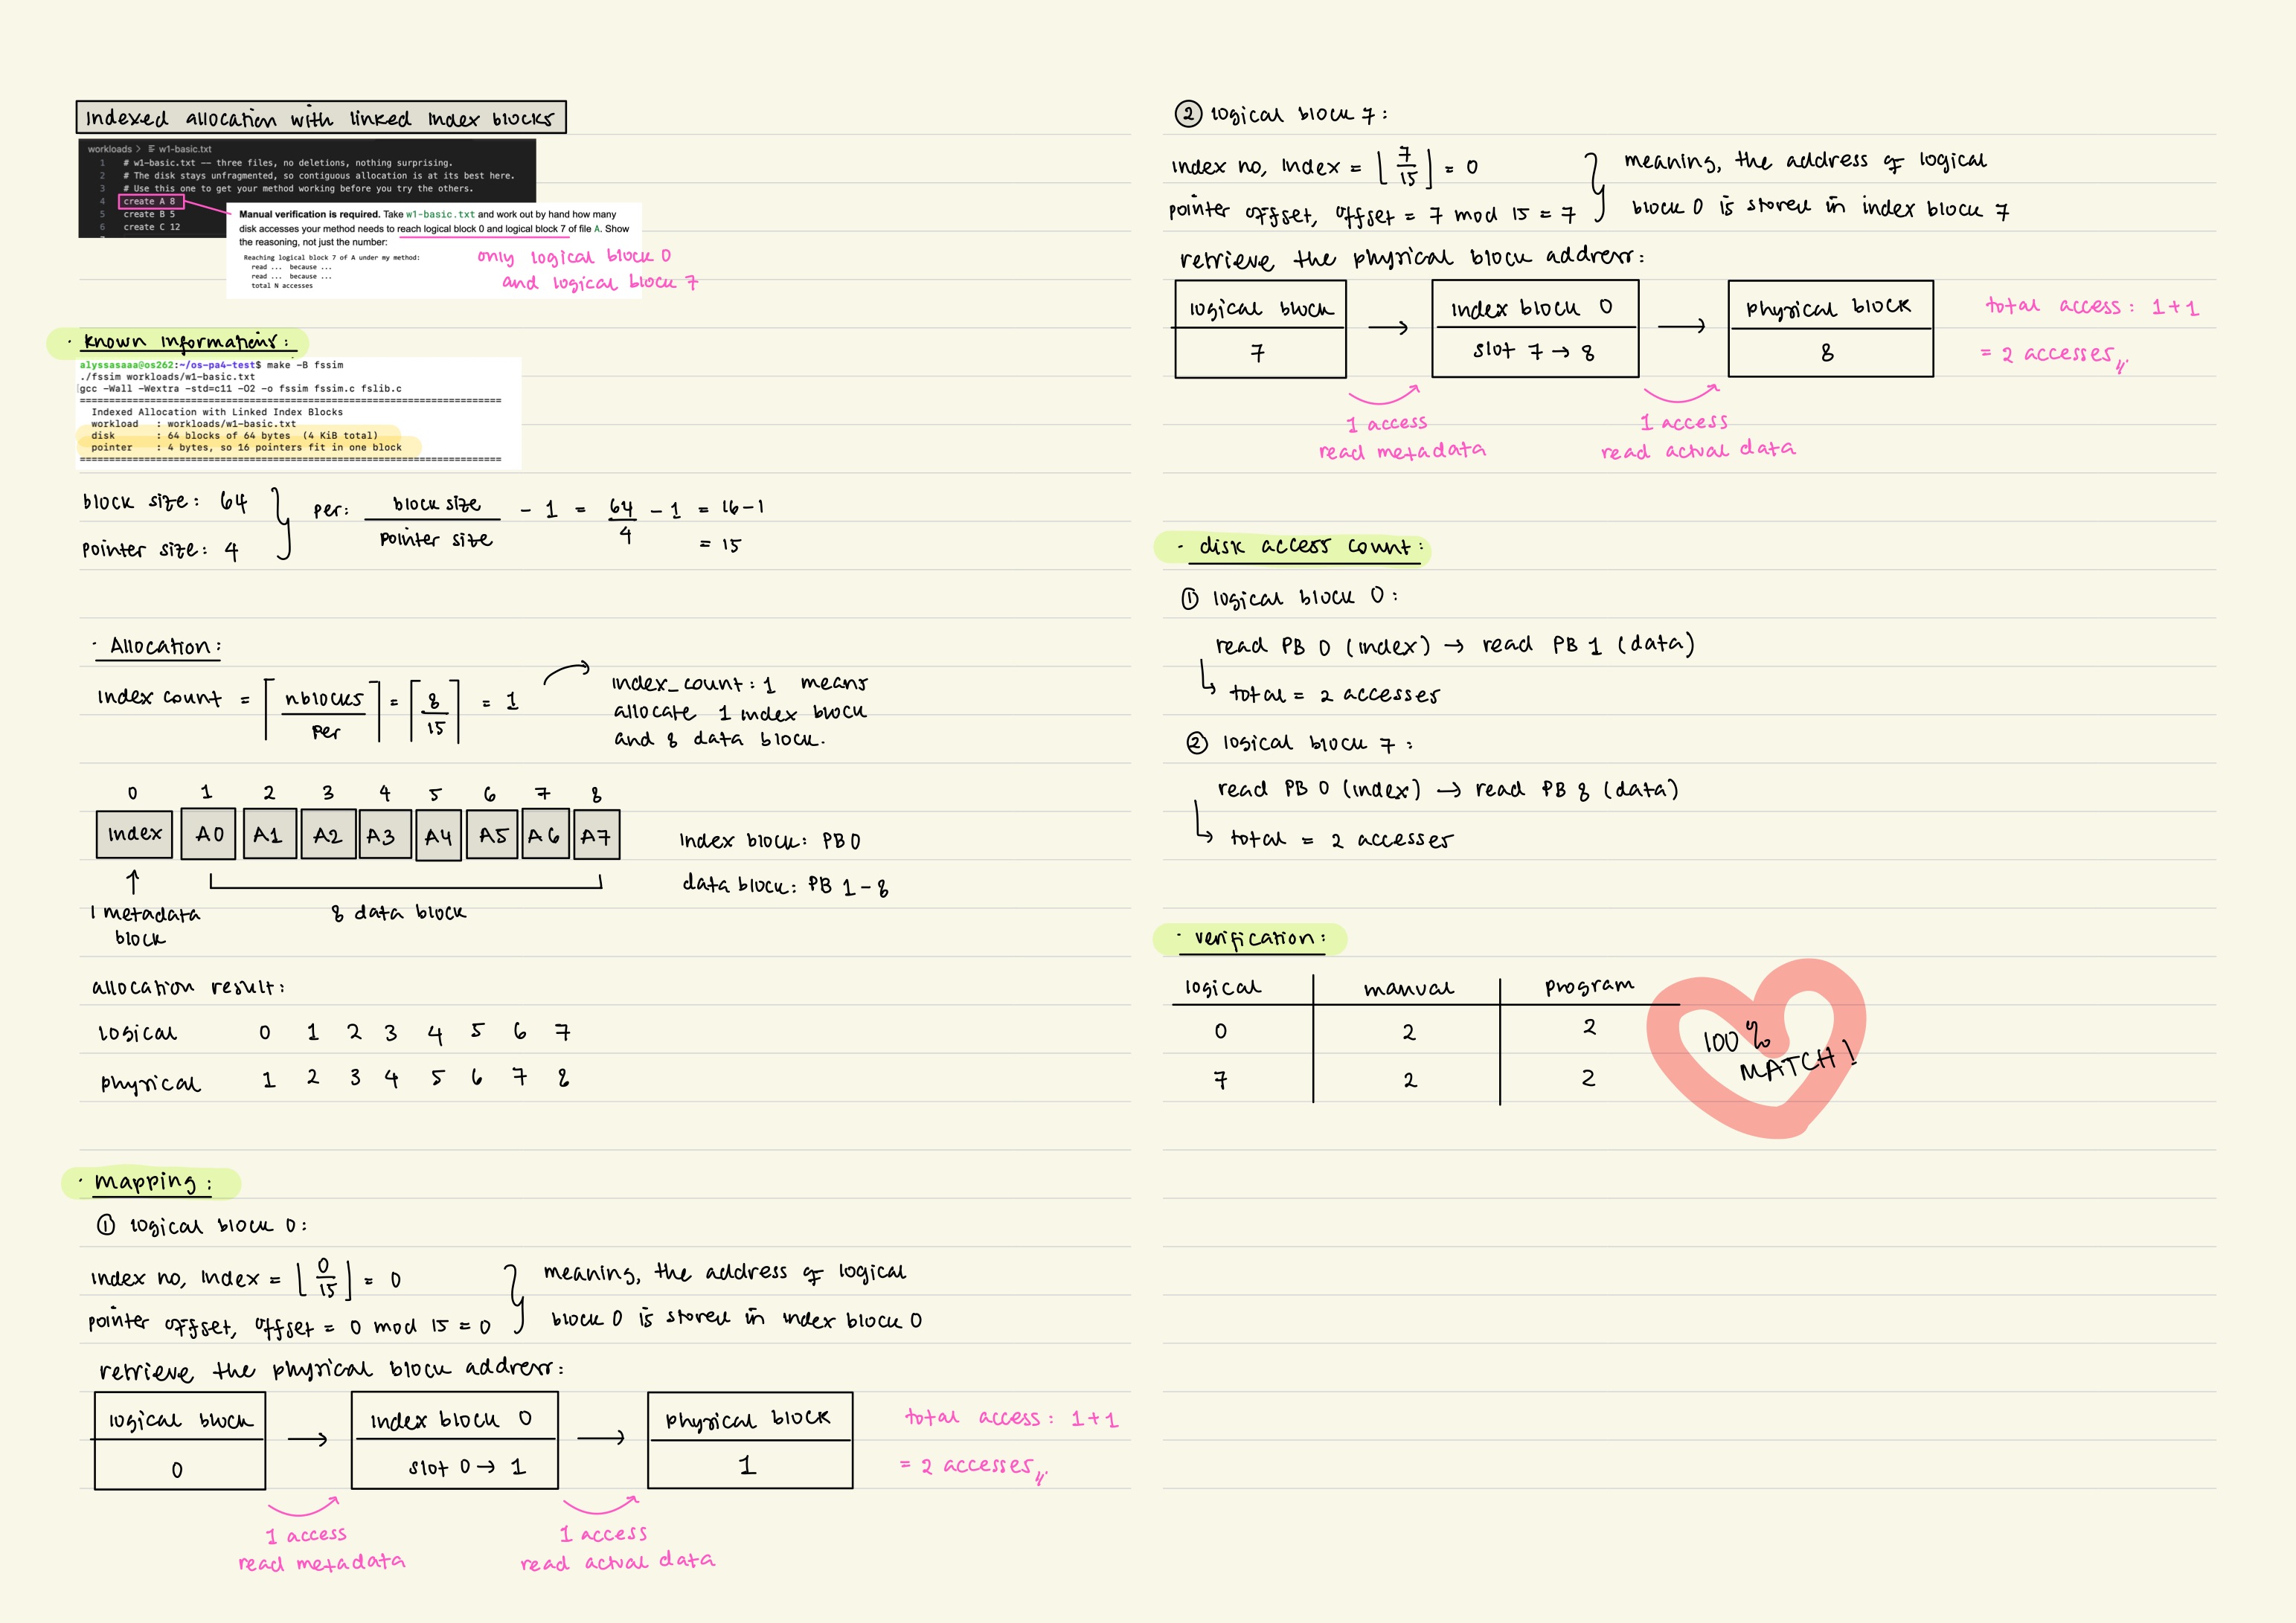 Indexed allocation with linked Index blocks
workloads > w1-basic.txt
1 # w1-basic.txt -- three files, no deletions, nothing surprising.
2 # The disk stays unfragmented, so contiguous allocation is at its best here.
3 # Use this one to get your method working before you try the others.
4 create A 8
5 create B 5
6 create C 12
Manual verification is required. Take w1-basic.txt and work out by hand how many
disk accesses your method needs to reach logical block 0 and logical block 7 of file A. Show
the reasoning, not just the number:
Reaching logical block 7 of A under my method:
read ... because ...
read ... because ...
total N accesses
only logical block 0
and logical block 7
· known informations:
alyssasaaa@os262:~/os-pa4-test$ make -B fssim
./fssim workloads/w1-basic.txt
gcc -Wall -Wextra -std=c11 -O2 -o fssim fssim.c fslib.c
========================================================================
Indexed Allocation with Linked Index Blocks
workload : workloads/w1-basic.txt
disk : 64 blocks of 64 bytes (4 KiB total)
pointer : 4 bytes, so 16 pointers fit in one block
========================================================================
block size: 64
pointer size: 4
per: block size / pointer size - 1 = 64/4 - 1 = 16-1
= 15
· Allocation:
index count = ⌈nblocks/per⌉ = ⌈8/15⌉ = 1
index_count: 1 means
allocate 1 index block
and 8 data block.
0 1 2 3 4 5 6 7 8
Index A0 A1 A2 A3 A4 A5 A6 A7
Index block: PB0
data block: PB 1-8
↑
1 metadata
block
8 data block
allocation result:
logical 0 1 2 3 4 5 6 7
physical 1 2 3 4 5 6 7 8
· mapping:
① logical block 0:
index no, Index = ⌊0/15⌋ = 0
pointer offset, offset = 0 mod 15 = 0
meaning, the address of logical
block 0 is stored in index block 0
retrieve the physical block address:
logical block → Index block 0 → physical block
0 slot 0 → 1 1
total access: 1+1
= 2 accesses
1 access
read metadata
1 access
read actual data
② logical block 7:
index no, Index = ⌊7/15⌋ = 0
pointer offset, offset = 7 mod 15 = 7
meaning, the address of logical
block 0 is stored in index block 7
retrieve the physical block address:
logical block → Index block 0 → physical block
7 slot 7 → 8 8
total access: 1+1
= 2 accesses
1 access
read metadata
1 access
read actual data
· disk access count:
① logical block 0:
read PB 0 (index) → read PB 1 (data)
↳ total = 2 accesses
② logical block 7:
read PB 0 (index) → read PB 8 (data)
↳ total = 2 accesses
· verification:
logical manual program
0 2 2
7 2 2
100%
MATCH!